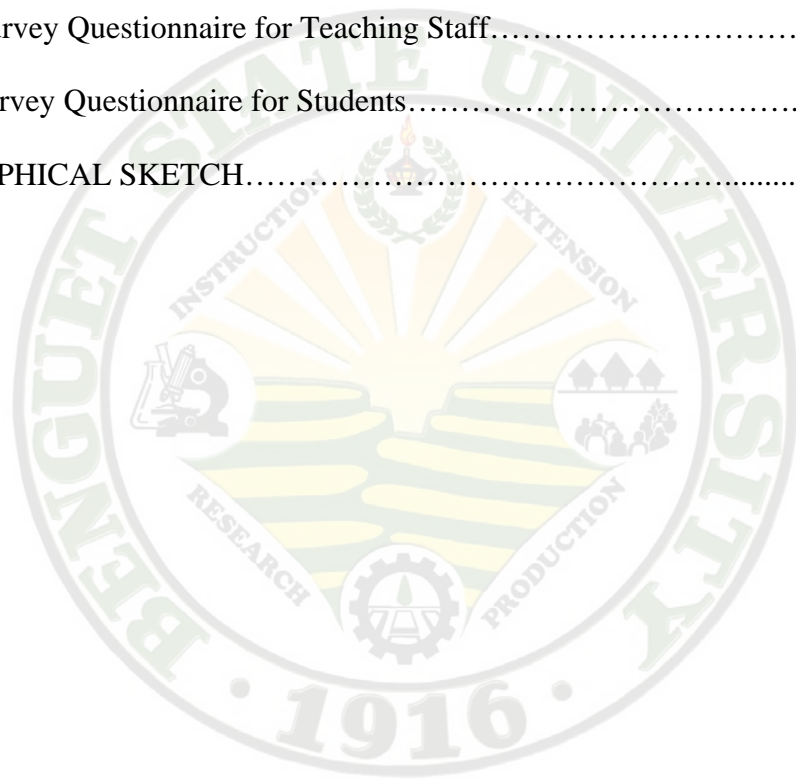 rvey Questionnaire for Teaching Staff…………………………
rvey Questionnaire for Students………………………………
PHICAL SKETCH……………………………………….........
BENGUET STATE UNIVERSITY
INSTRUCTION
EXTENSION
RESEARCH
PRODUCTION
• 1916 •